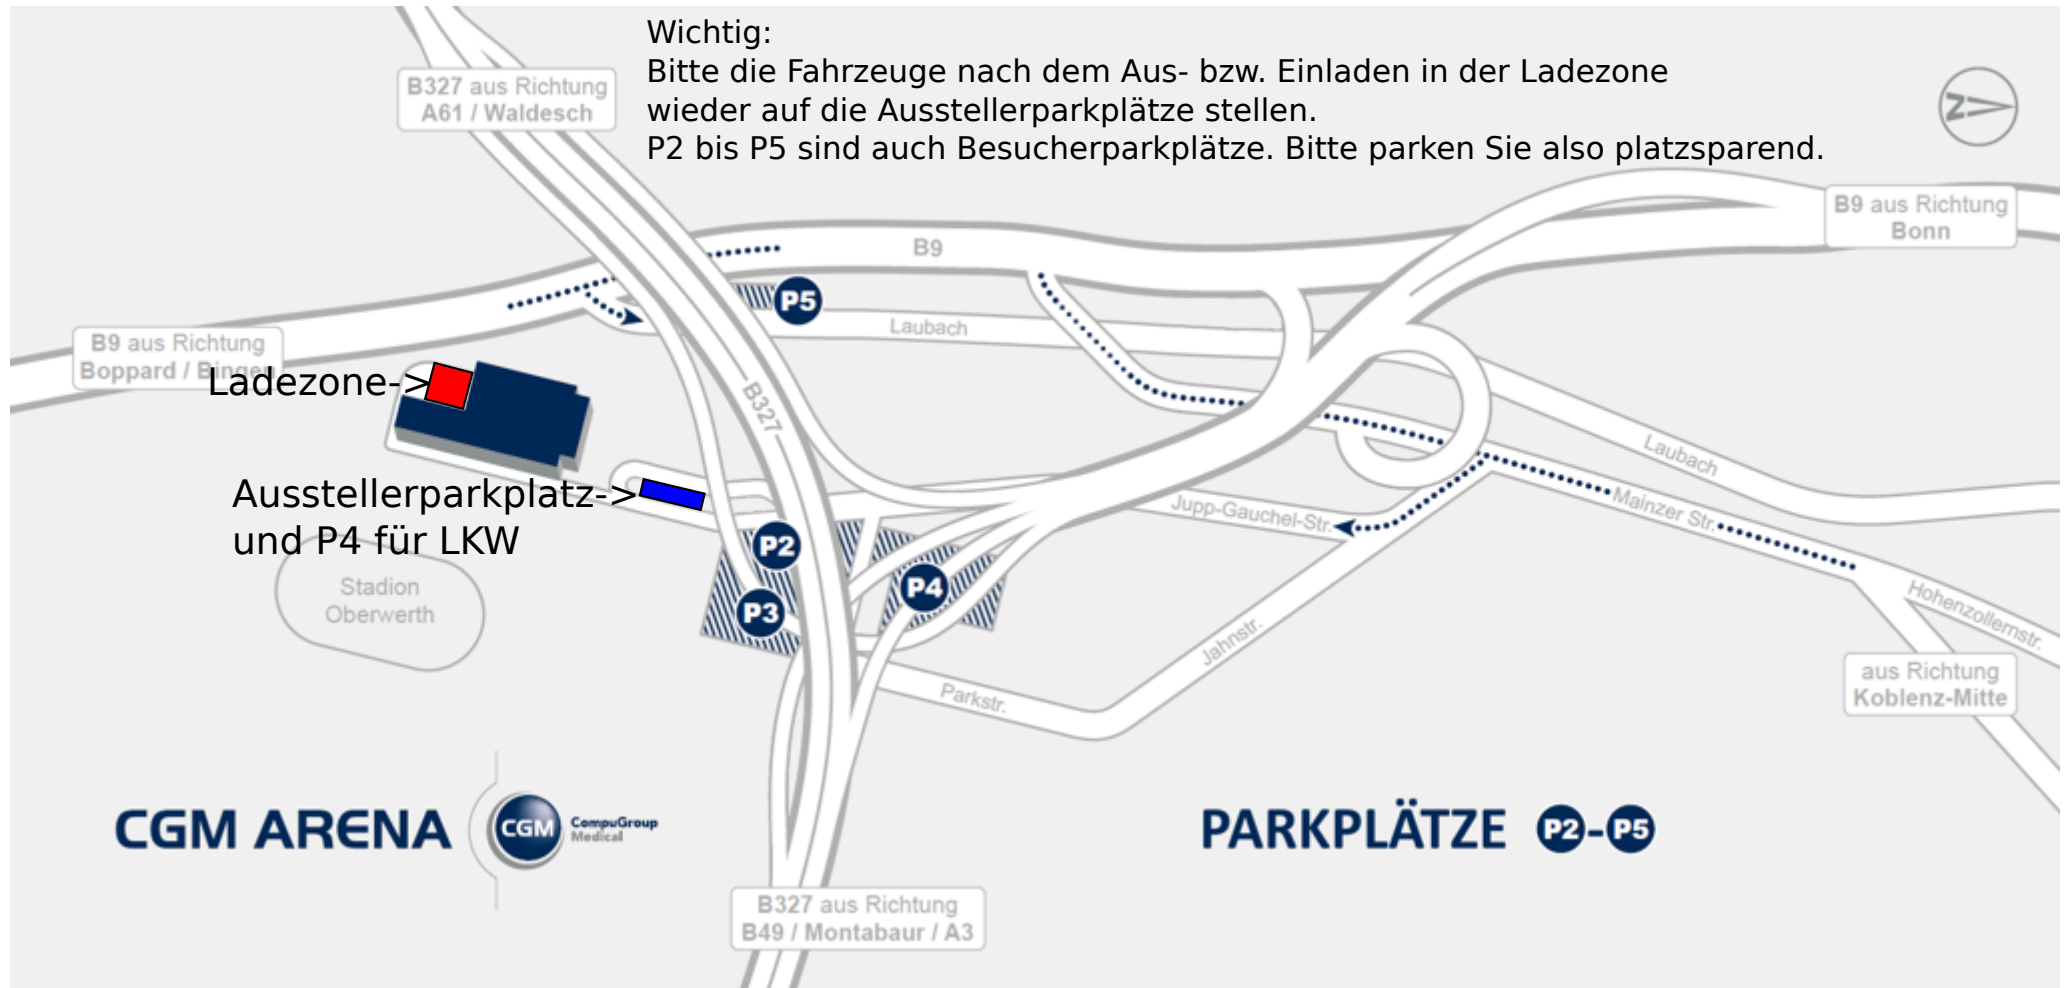 Wichtig:
Bitte die Fahrzeuge nach dem Aus- bzw. Einladen in der Ladezone
wieder auf die Ausstellerparkplätze stellen.
P2 bis P5 sind auch Besucherparkplätze. Bitte parken Sie also platzsparend.
B327 aus Richtung
A61 / Waldesch
N
B9 aus Richtung
Bonn
B9
P5
Laubach
B9 aus Richtung
Boppard / Bingen
Ladezone->
B327
Laubach
Ausstellerparkplatz->
und P4 für LKW
Jupp-Gauchel-Str.
Mainzer Str.
P2
P4
P3
Stadion
Oberwerth
Hohenzollernstr.
Jahnstr.
Parkstr.
aus Richtung
Koblenz-Mitte
CGM ARENA
CGM
CompuGroup
Medical
PARKPLÄTZE P2-P5
B327 aus Richtung
B49 / Montabaur / A3